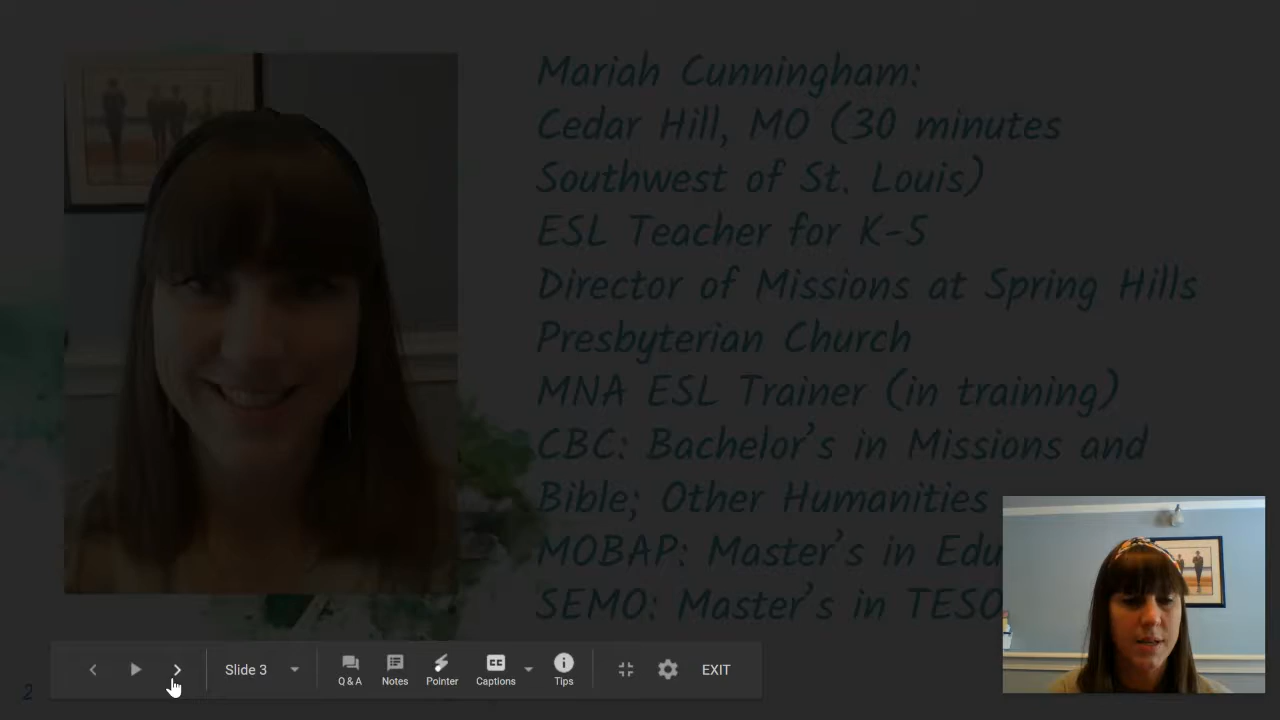 Mariah Cunningham:
Cedar Hill, MO (30 minutes
Southwest of St. Louis)
ESL Teacher for K-5
Director of Missions at Spring Hills
Presbyterian Church
MNA ESL Trainer (in training)
CBC: Bachelor's in Missions and
Bible; Other Humanities
MOBAP: Master's in Edu
SEMO: Master's in TESO
Slide 3
Q & A
Notes
Pointer
CC
Captions
Tips
EXIT
2